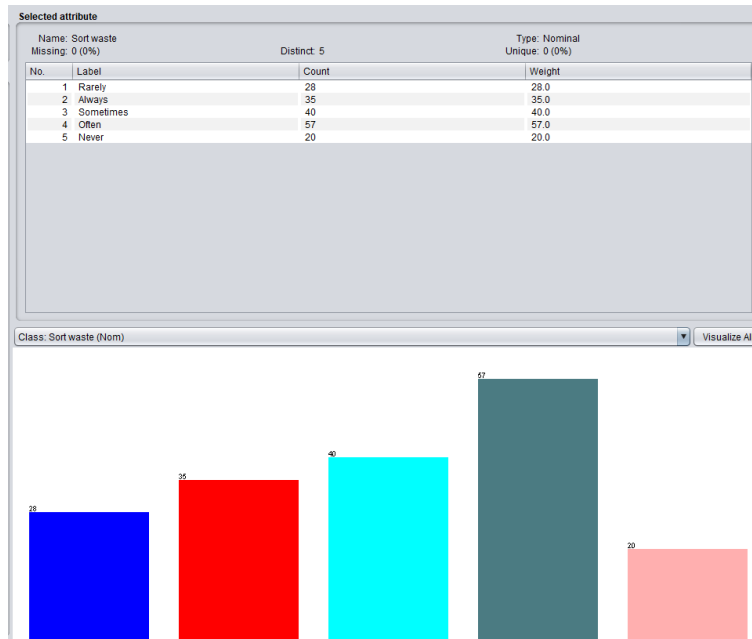 Selected attribute
Name: Sort waste Type: Nominal
Missing: 0 (0%) Distinct: 5 Unique: 0 (0%)
No. Label Count Weight
1 Rarely 28 28.0
2 Always 35 35.0
3 Sometimes 40 40.0
4 Often 57 57.0
5 Never 20 20.0
Class: Sort waste (Nom) Visualize Al
57
40
35
28
20